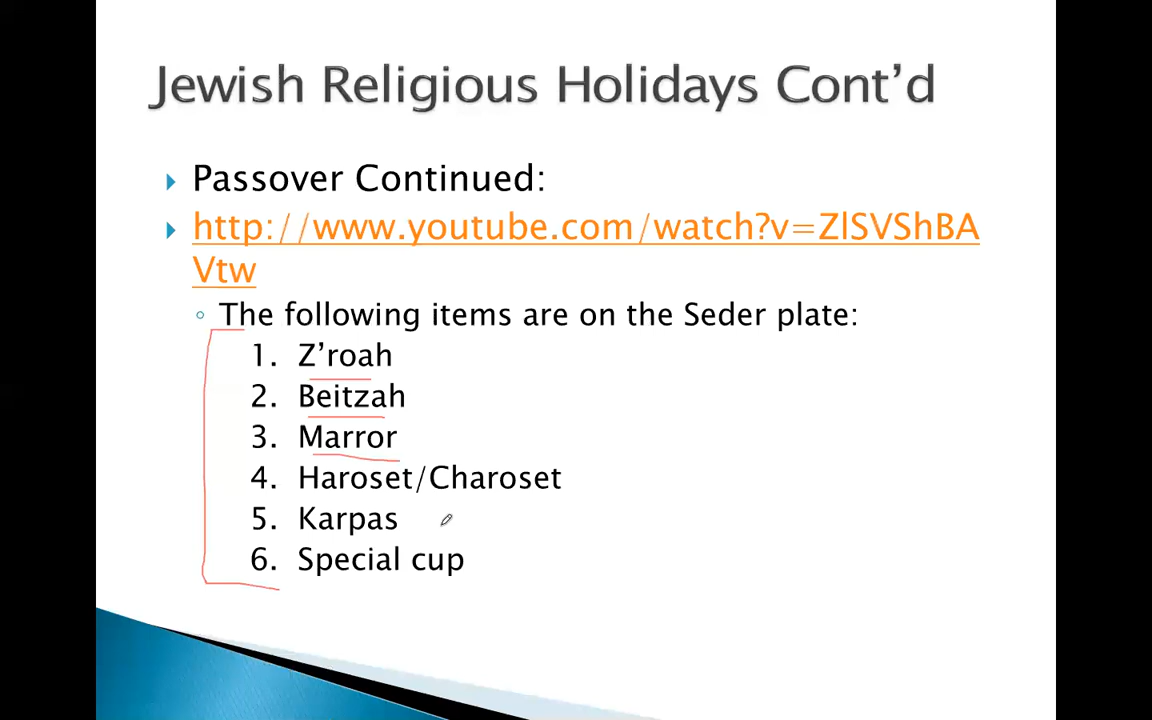 Jewish Religious Holidays Cont’d
Passover Continued:
http://www.youtube.com/watch?v=ZlSVShBA
Vtw
The following items are on the Seder plate:
1. Z’roah
2. Beitzah
3. Marror
4. Haroset/Charoset
5. Karpas
6. Special cup